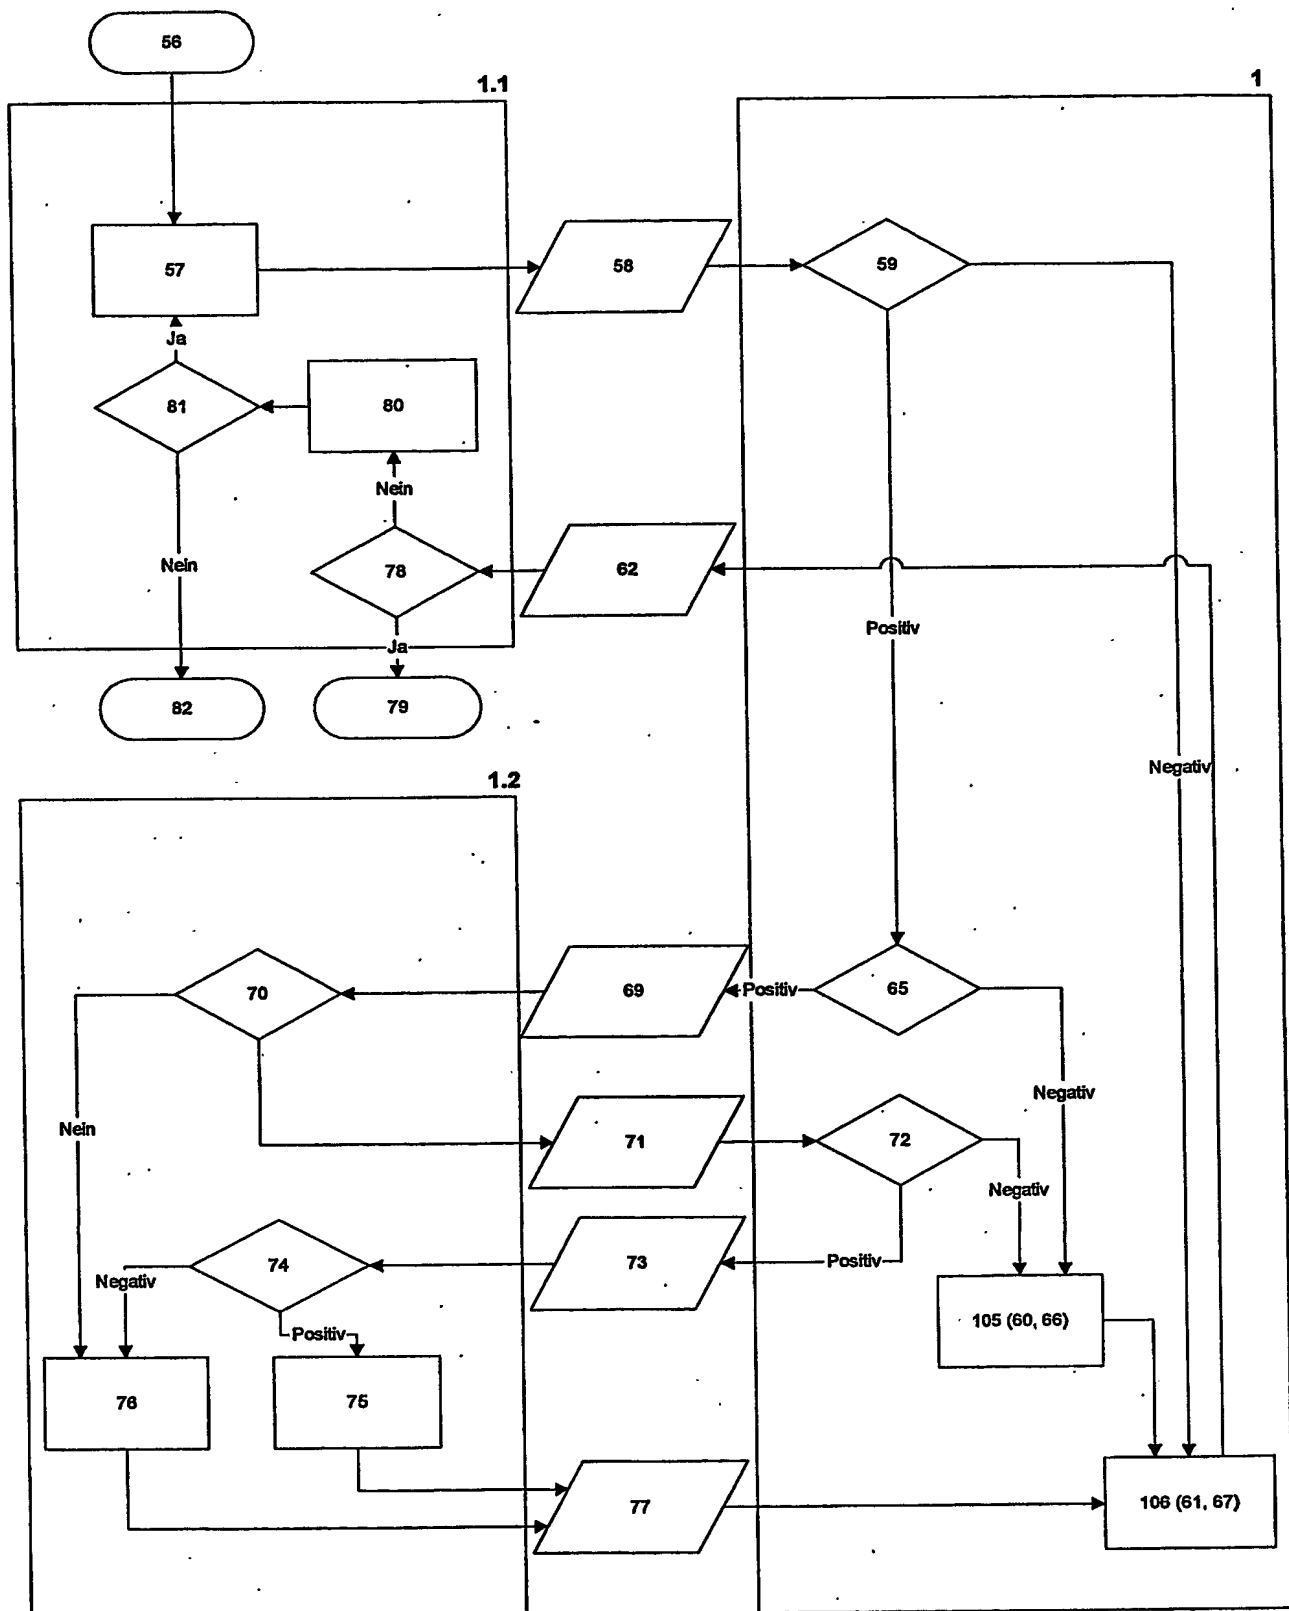 56
1.1
1
57
58
59
Ja
81
80
Nein
Nein
78
62
Positiv
Ja
82
79
Negativ
1.2
70
69
Positiv
65
Negativ
Nein
71
72
Negativ
74
73
Positiv
Negativ
Positiv
105 (60, 66)
76
75
77
106 (61, 67)